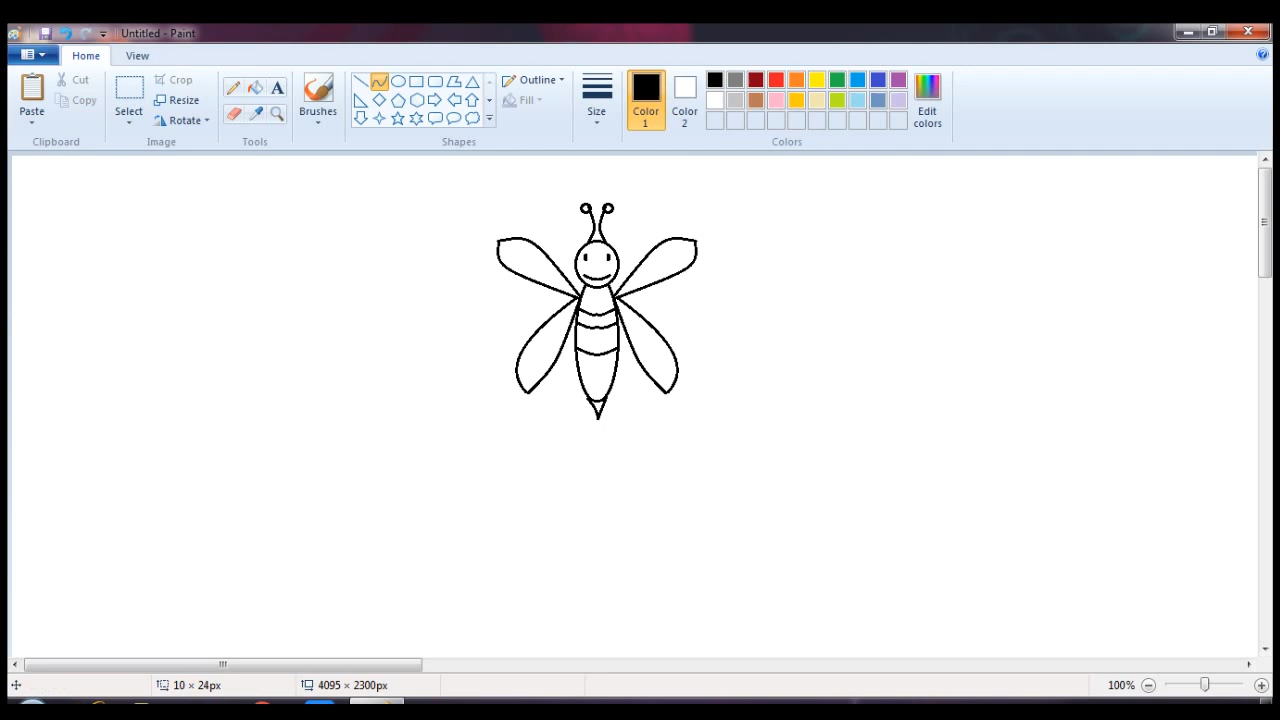 Untitled - Paint
Home View
Paste Cut Copy
Clipboard
Select Crop Resize Rotate
Image
A
Tools
Brushes
Shapes
Outline
Fill
Size
Color 1
Color 2
Edit colors
Colors
10 × 24px 4095 × 2300px 100%